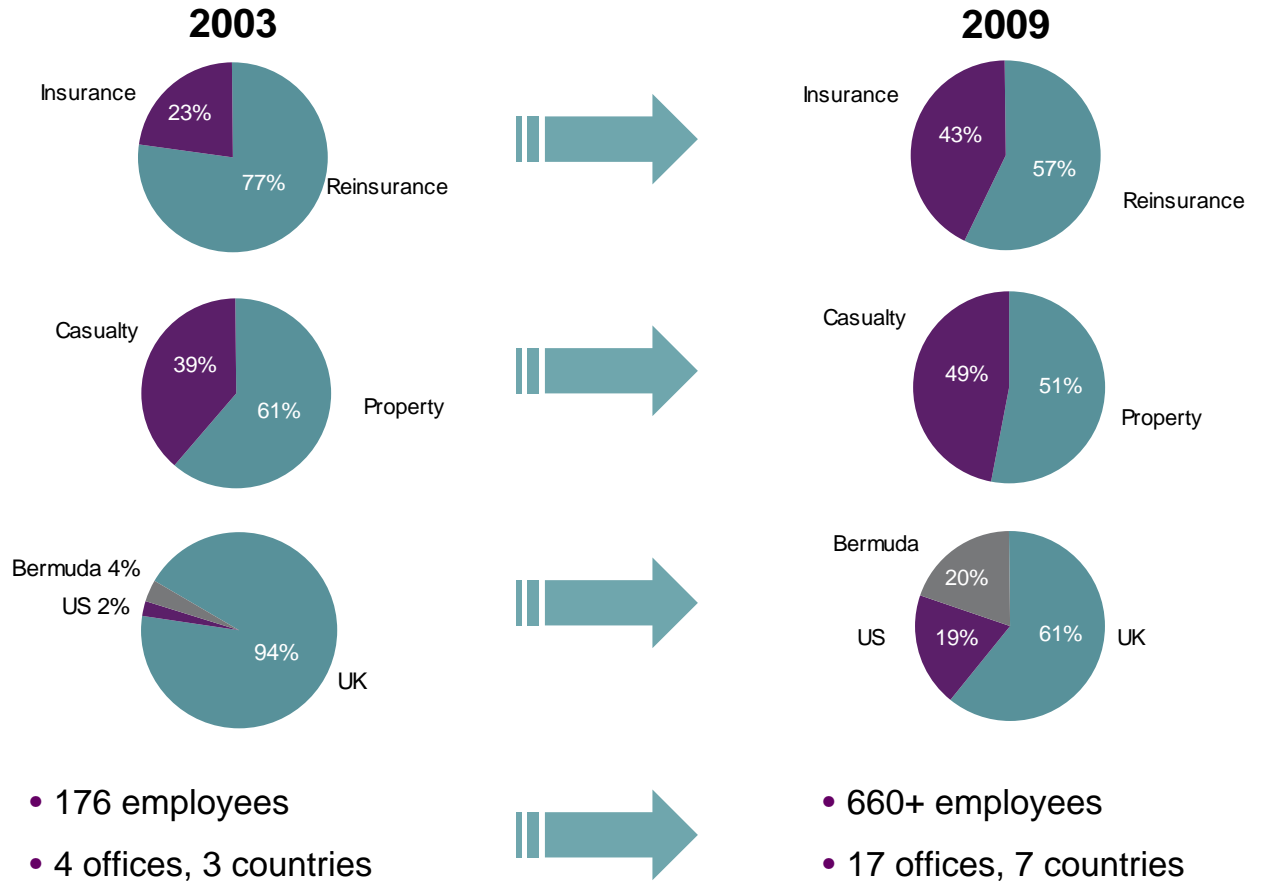 2003
2009
Insurance
23%
77%
Reinsurance
Insurance
43%
57%
Reinsurance
Casualty
39%
61%
Property
Casualty
49%
51%
Property
Bermuda 4%
US 2%
94%
UK
Bermuda
20%
US
19%
61%
UK
• 176 employees
• 4 offices, 3 countries
• 660+ employees
• 17 offices, 7 countries